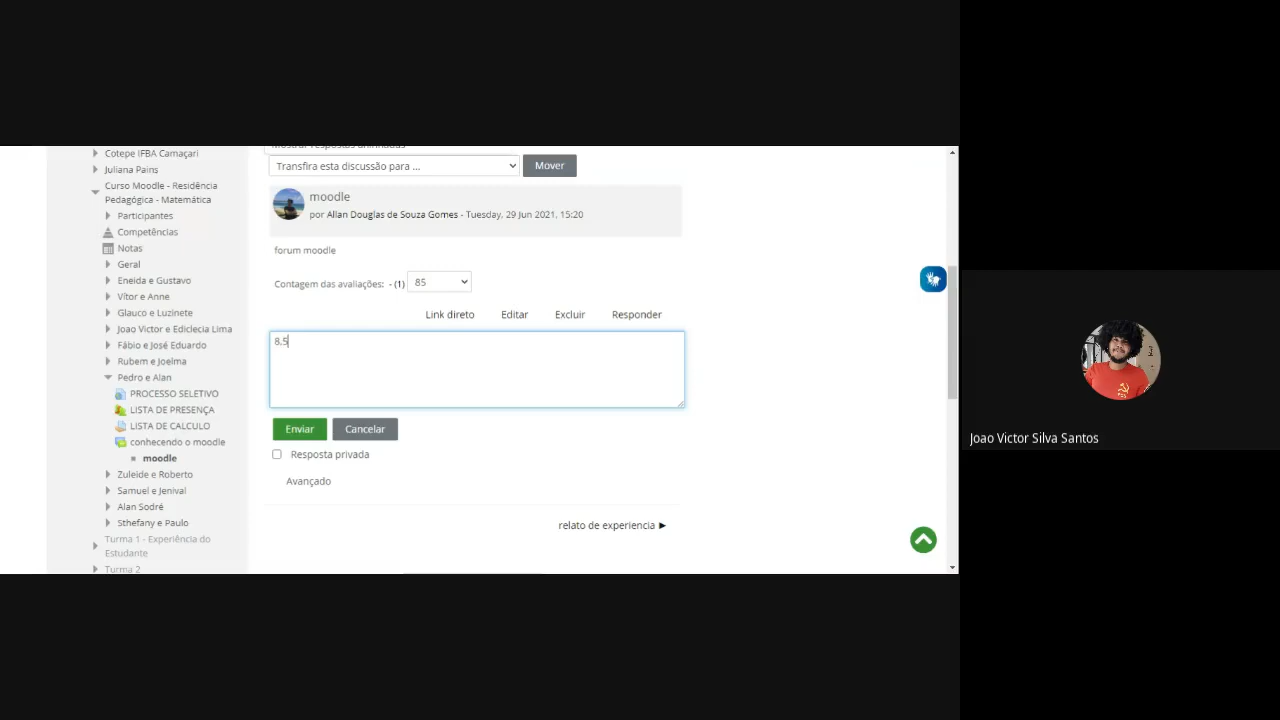 Cotepe IFBA Camaçari
Juliana Pains
Curso Moodle - Residência
Pedagógica - Matemática
Participantes
Competências
Notas
Geral
Eneida e Gustavo
Vítor e Anne
Glauco e Luzinete
Joao Victor e Ediclecia Lima
Fábio e José Eduardo
Rubem e Joelma
Pedro e Alan
PROCESSO SELETIVO
LISTA DE PRESENÇA
LISTA DE CALCULO
conhecendo o moodle
moodle
Zuleide e Roberto
Samuel e Jenival
Alan Sodré
Sthefany e Paulo
Turma 1 - Experiência do
Estudante
Turma 2
Mostrar respostas aninhadas
Transfira esta discussão para ...
Mover
moodle
por Allan Douglas de Souza Gomes - Tuesday, 29 Jun 2021, 15:20
forum moodle
Contagem das avaliações: - (1) 85
Link direto Editar Excluir Responder
8.5
Enviar Cancelar
Resposta privada
Avançado
relato de experiencia ►
Joao Victor Silva Santos